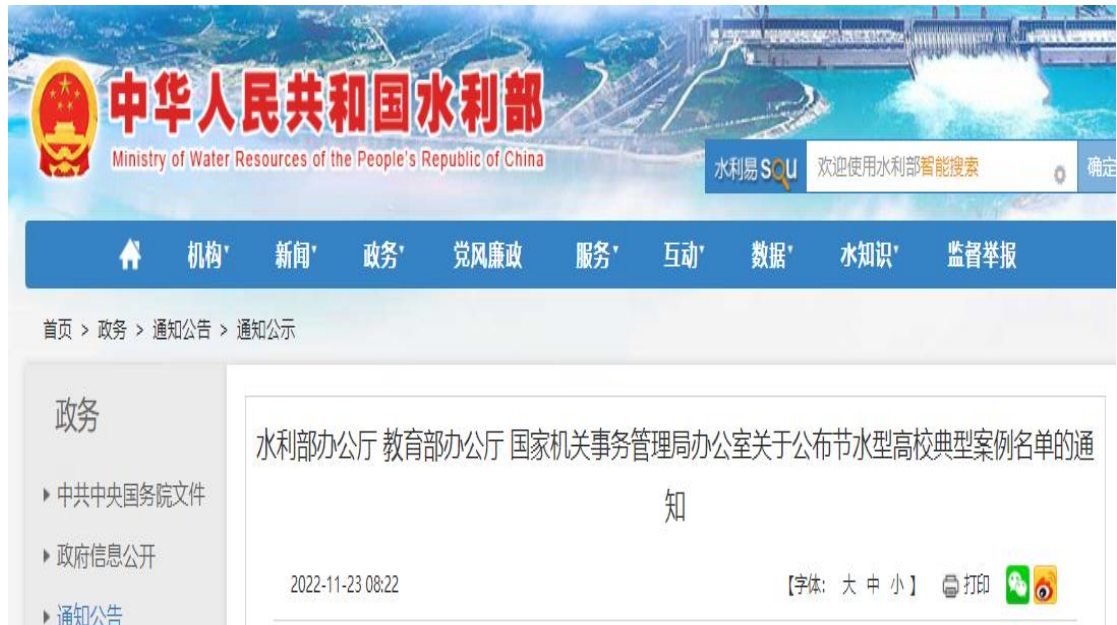 中华人民共和国水利部
Ministry of Water Resources of the People's Republic of China
水利易SOU 欢迎使用水利部智能搜索 确定
机构 新闻 政务 党风廉政 服务 互动 数据 水知识 监督举报
首页 > 政务 > 通知公告 > 通知公示
政务
中共中央国务院文件
政府信息公开
通知公告
水利部办公厅 教育部办公厅 国家机关事务管理局办公室关于公布节水型高校典型案例名单的通
知
2022-11-23 08:22 【字体: 大 中 小 】 打印